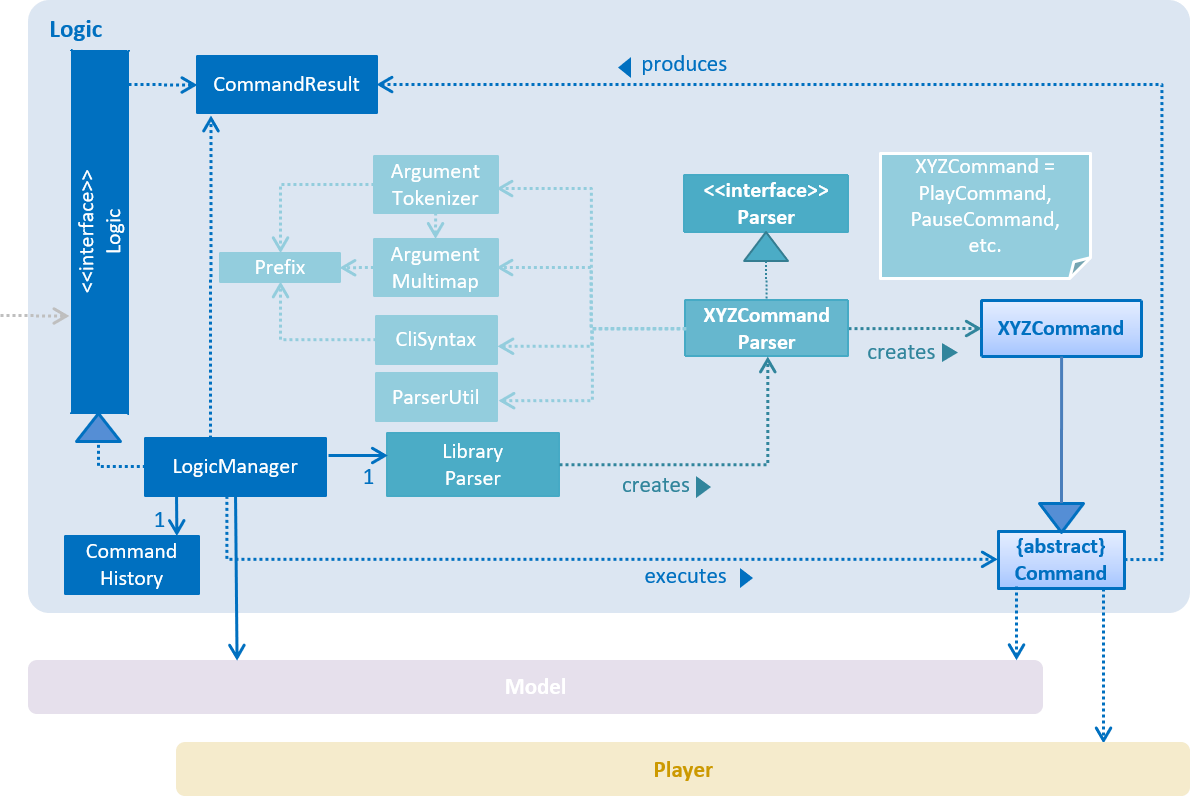 Logic
<<interface>>
Logic
CommandResult
produces
Argument
Tokenizer
<<interface>>
Parser
XYZCommand =
PlayCommand,
PauseCommand,
etc.
Prefix
Argument
Multimap
CliSyntax
XYZCommand
Parser
XYZCommand
creates
ParserUtil
LogicManager
1
Library
Parser
creates
1
Command
History
executes
{abstract}
Command
Model
Player